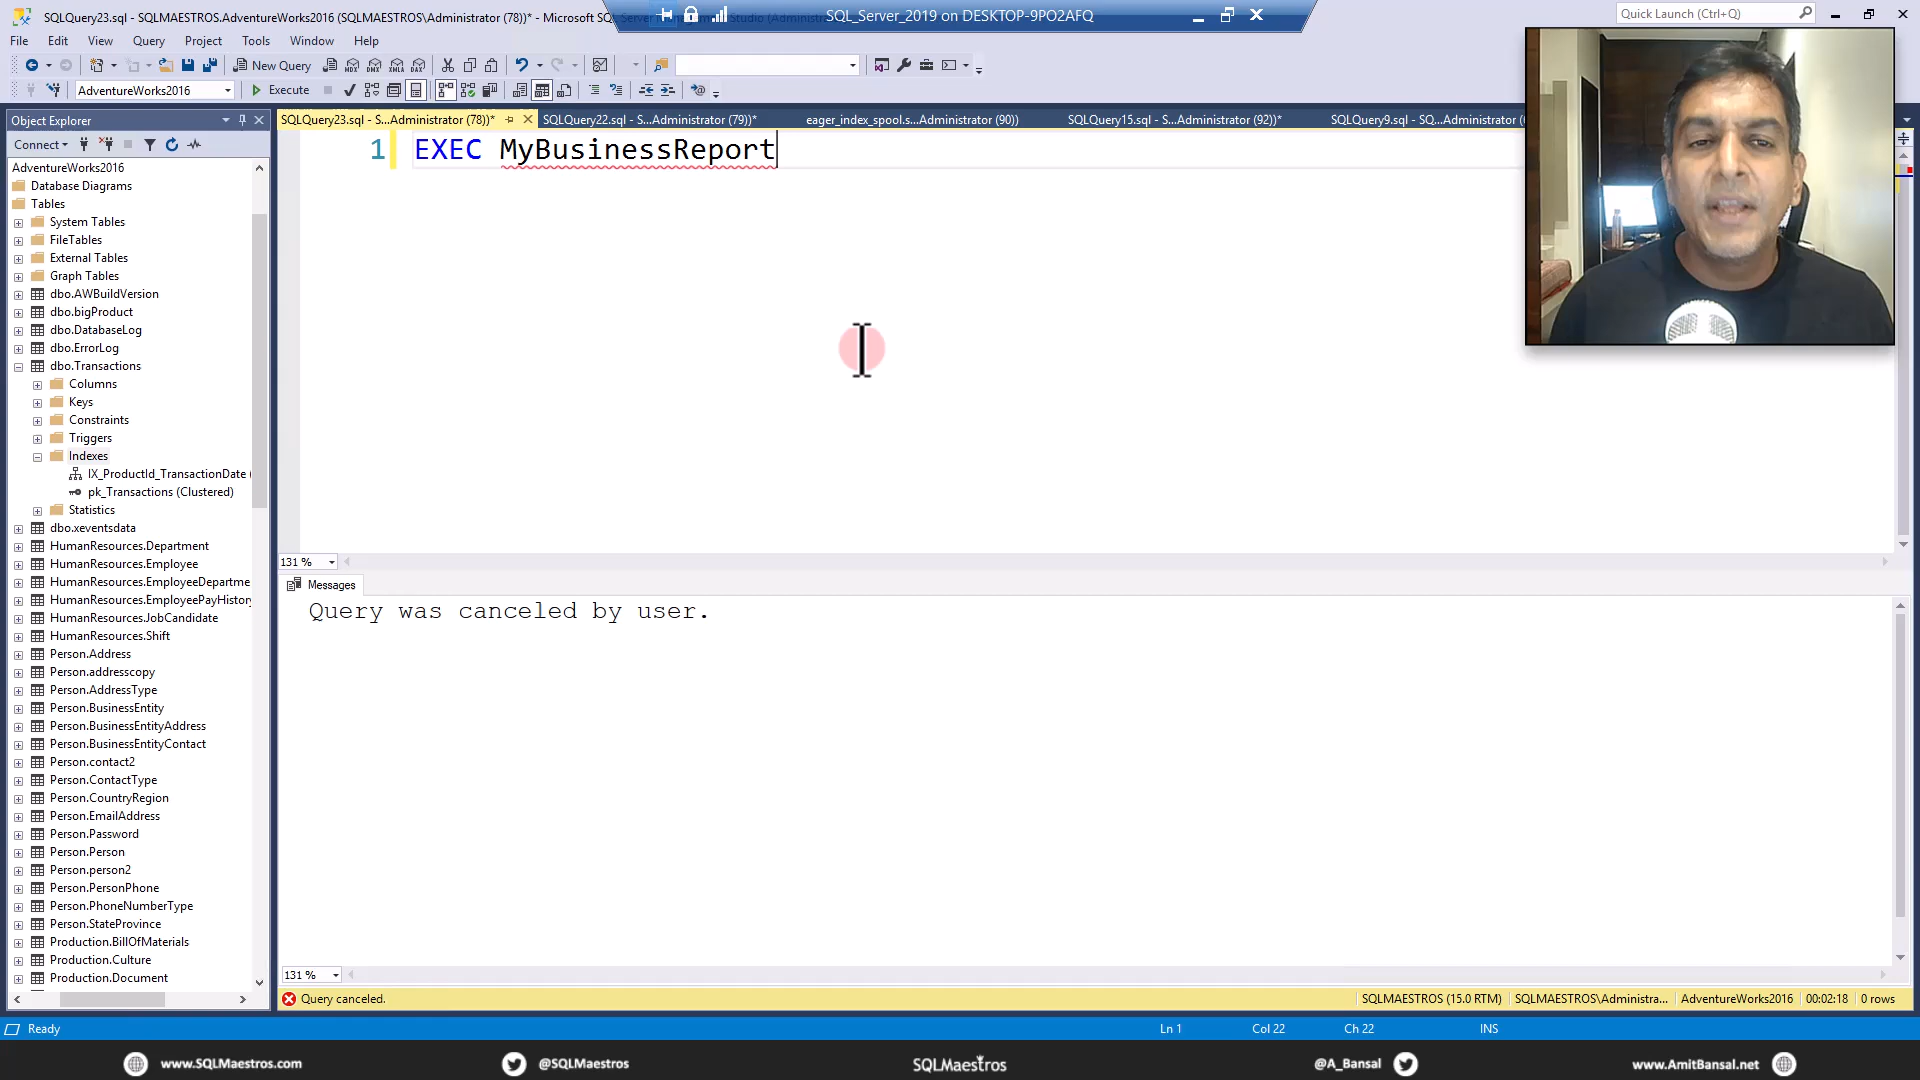 SQLQuery23.sql - SQLMAESTROS.AdventureWorks2016 (SQLMAESTROS\Administrator (78))* - Microsoft SQL Server Management Studio (Administrator)
SQL_Server_2019 on DESKTOP-9PO2AFQ
Quick Launch (Ctrl+Q)
File Edit View Query Project Tools Window Help
New Query MDX DMX XMLA DAX
AdventureWorks2016 Execute
Object Explorer
SQLQuery23.sql - S...Administrator (78))* SQLQuery22.sql - S...Administrator (79))* eager_index_spool.s...Administrator (90)) SQLQuery15.sql - S...Administrator (92))* SQLQuery9.sql - SQ...Administrator (
Connect
1 EXEC MyBusinessReport
AdventureWorks2016
Database Diagrams
Tables
System Tables
FileTables
External Tables
Graph Tables
dbo.AWBuildVersion
dbo.bigProduct
dbo.DatabaseLog
dbo.ErrorLog
dbo.Transactions
Columns
Keys
Constraints
Triggers
Indexes
IX_ProductId_TransactionDate (
pk_Transactions (Clustered)
Statistics
dbo.xeventsdata
HumanResources.Department
HumanResources.Employee
HumanResources.EmployeeDepartme
HumanResources.EmployeePayHistory
HumanResources.JobCandidate
HumanResources.Shift
Person.Address
Person.addresscopy
Person.AddressType
Person.BusinessEntity
Person.BusinessEntityAddress
Person.BusinessEntityContact
Person.contact2
Person.ContactType
Person.CountryRegion
Person.EmailAddress
Person.Password
Person.Person
Person.person2
Person.PersonPhone
Person.PhoneNumberType
Person.StateProvince
Production.BillOfMaterials
Production.Culture
Production.Document
131 %
Messages
Query was canceled by user.
131 %
Query canceled. SQLMAESTROS (15.0 RTM) SQLMAESTROS\Administra... AdventureWorks2016 00:02:18 0 rows
Ready Ln 1 Col 22 Ch 22 INS
www.SQLMaestros.com @SQLMaestros SQLMaestros @A_Bansal www.AmitBansal.net